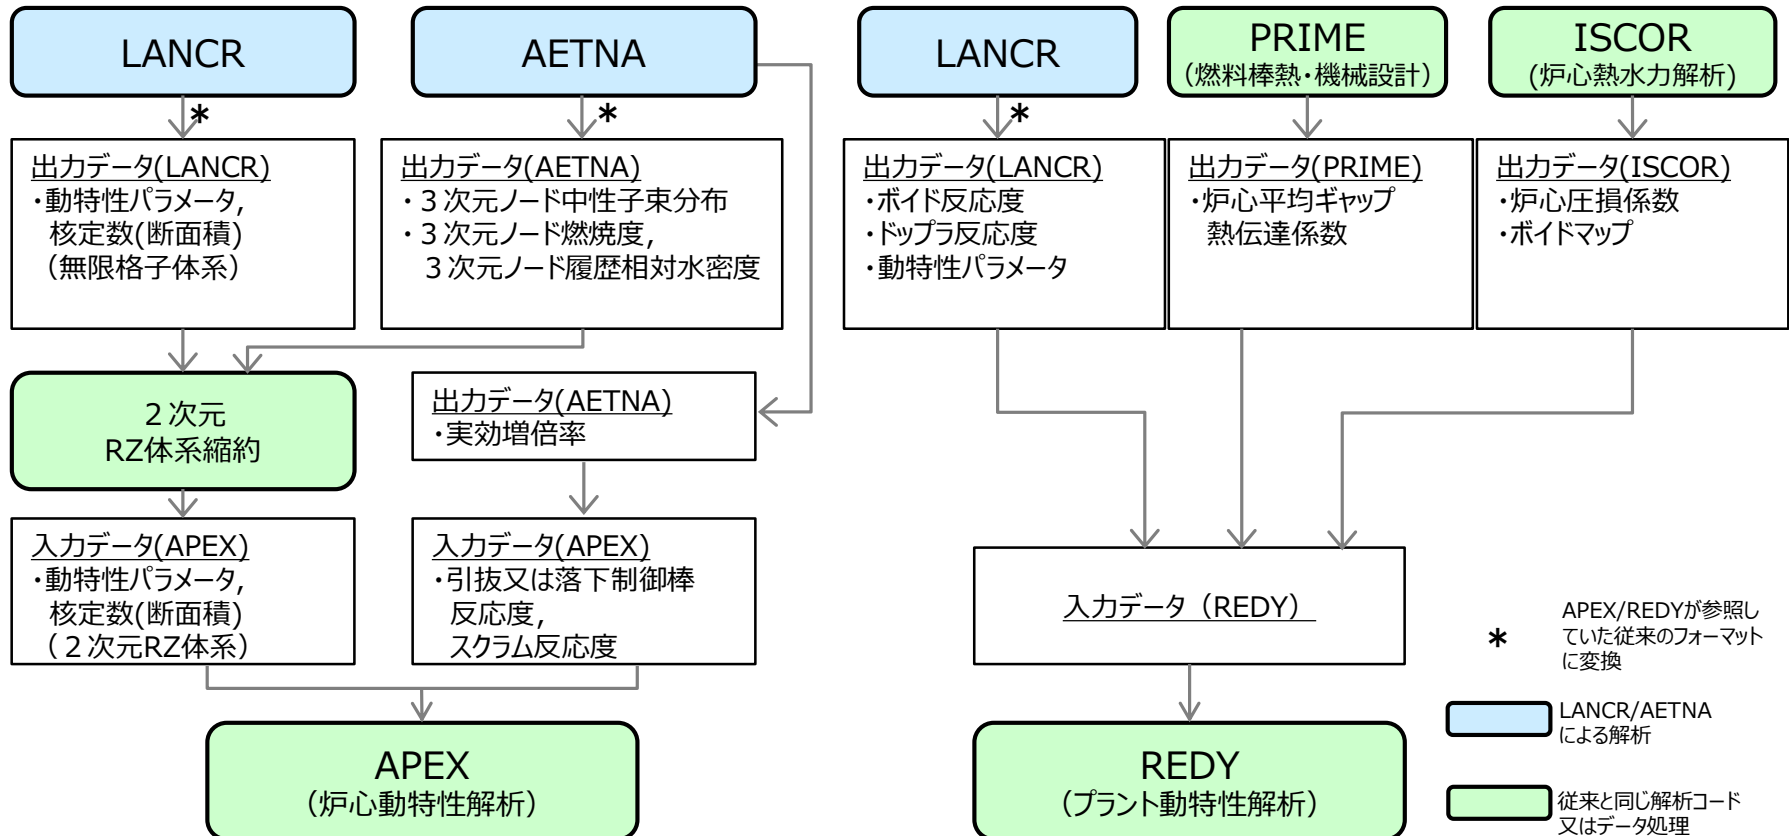 LANCR
*
出力データ(LANCR)
・動特性パラメータ,
核定数(断面積)
（無限格子体系）
AETNA
*
出力データ(AETNA)
・３次元ノード中性子束分布
・３次元ノード燃焼度,
３次元ノード履歴相対水密度
２次元
RZ体系縮約
出力データ(AETNA)
・実効増倍率
入力データ(APEX)
・動特性パラメータ,
核定数(断面積)
（２次元RZ体系）
入力データ(APEX)
・引抜又は落下制御棒
反応度,
スクラム反応度
APEX
（炉心動特性解析）
LANCR
*
出力データ(LANCR)
・ボイド反応度
・ドップラ反応度
・動特性パラメータ
PRIME
（燃料棒熱・機械設計）
出力データ(PRIME)
・炉心平均ギャップ
熱伝達係数
ISCOR
(炉心熱水力解析)
出力データ(ISCOR)
・炉心圧損係数
・ボイドマップ
入力データ（REDY）
REDY
（プラント動特性解析）
*
APEX/REDYが参照し
ていた従来のフォーマット
に変換
LANCR/AETNA
による解析
従来と同じ解析コード
又はデータ処理